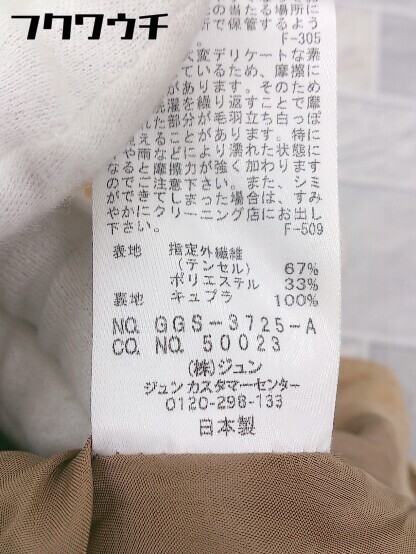 フクワウチ
の当たる場所に
所で保管するよう
。 F-305
大変デリケートな素
ているため、摩擦に
があります。そのため
洗濯を繰り返すことで摩
れた部分が毛羽立ち白っぽ
えることがあります。特に
や雨などにより濡れた状態に
なると摩擦力が強く加わります
のでご注意下さい。また、シミ
ができてしまった場合は、すみ
やかにクリーニング店にお出し
下さい。 F-509
表地 指定外繊維
(テンセル) 67%
ポリエステル 33%
裏地 キュプラ 100%
NO. GGS-3725-A
CO. NO. 50023
(株)ジュン
ジュンカスタマーセンター
0120-298-133
日本製